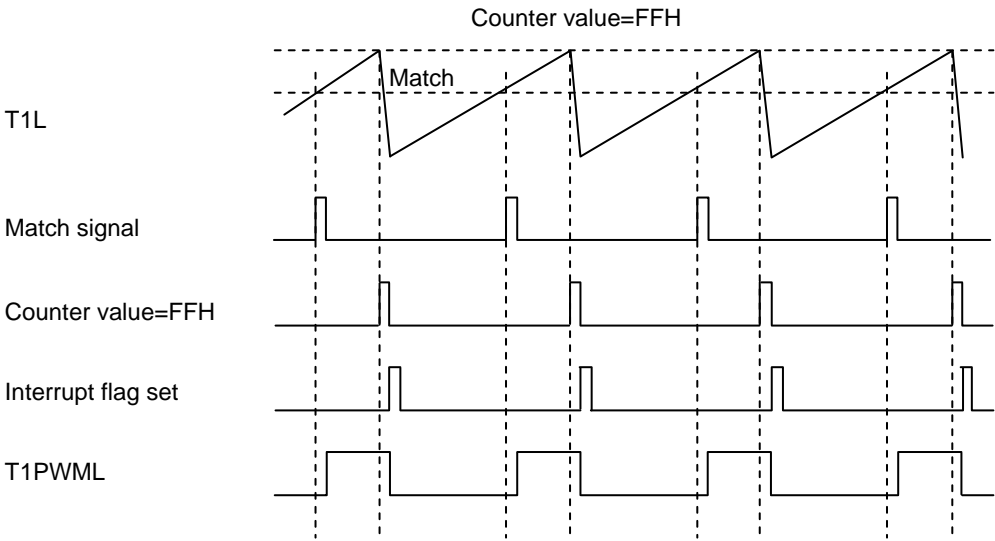 Counter value=FFH
Match
T1L
Match signal
Counter value=FFH
Interrupt flag set
T1PWML